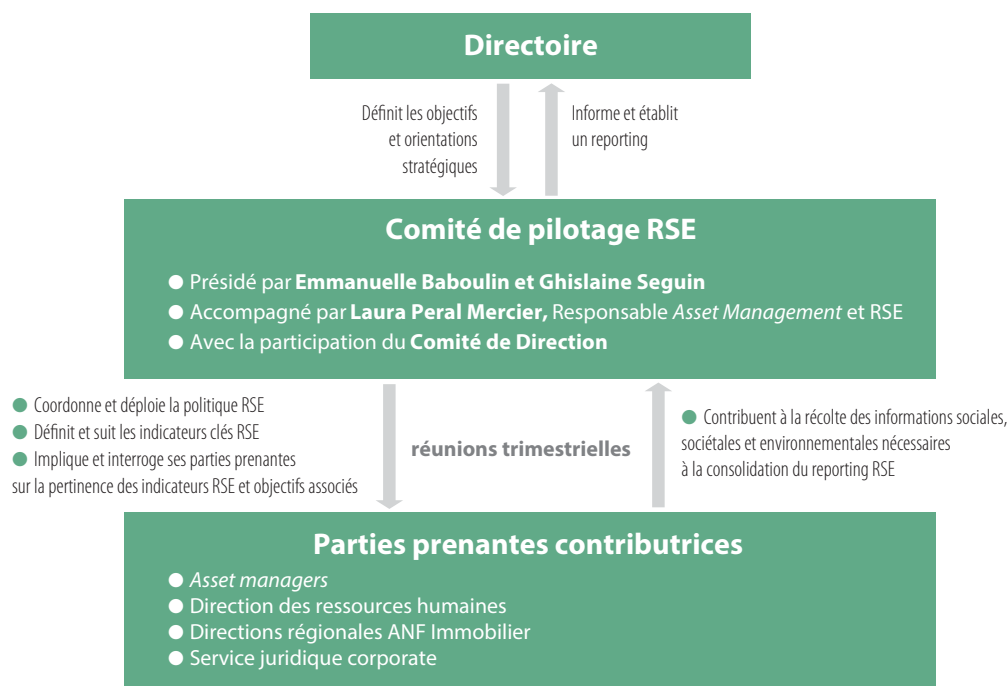 Directoire
Définit les objectifs
et orientations
stratégiques
Informe et établit
un reporting
Comité de pilotage RSE
● Présidé par Emmanuelle Baboulin et Ghislaine Seguin
● Accompagné par Laura Peral Mercier, Responsable Asset Management et RSE
● Avec la participation du Comité de Direction
● Coordonne et déploie la politique RSE
● Définit et suit les indicateurs clés RSE
● Implique et interroge ses parties prenantes
sur la pertinence des indicateurs RSE et objectifs associés
réunions trimestrielles
● Contribuent à la récolte des informations sociales,
sociétales et environnementales nécessaires
à la consolidation du reporting RSE
Parties prenantes contributrices
● Asset managers
● Direction des ressources humaines
● Directions régionales ANF Immobilier
● Service juridique corporate